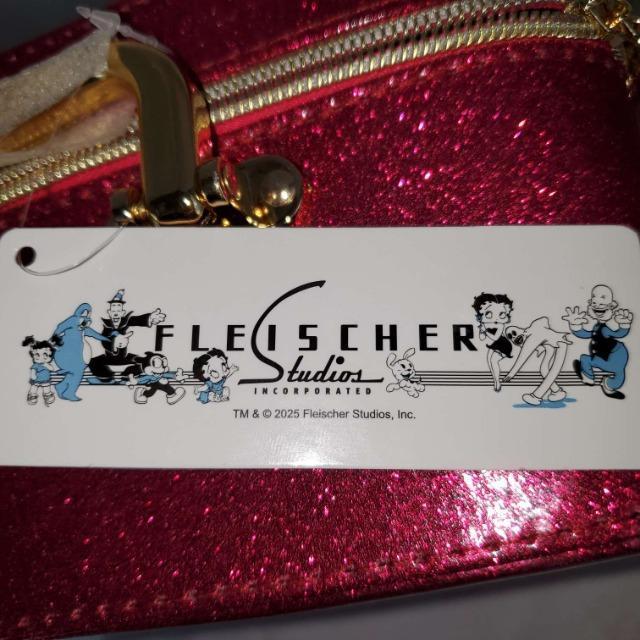 FLEISCHER
Studios
INCORPORATED
TM & © 2025 Fleischer Studios, Inc.